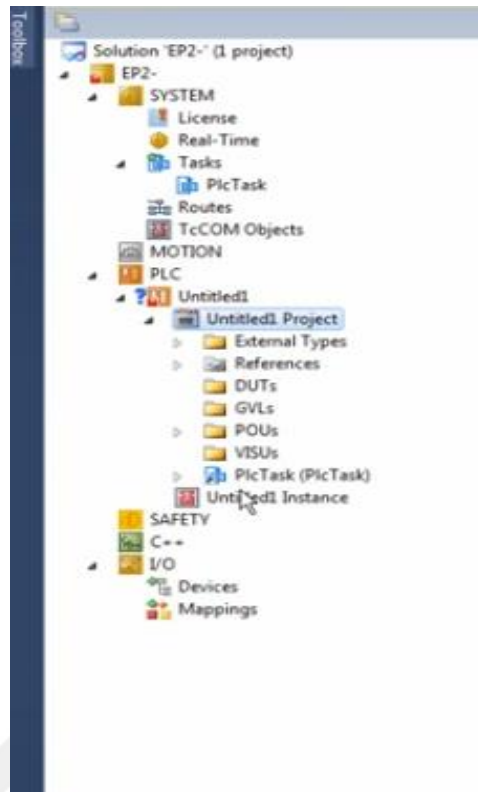 Toolbox
Solution 'EP2-' (1 project)
EP2-
SYSTEM
License
Real-Time
Tasks
PlcTask
Routes
TcCOM Objects
MOTION
PLC
Untitled1
Untitled1 Project
External Types
References
DUTs
GVLs
POUs
VISUs
PlcTask (PlcTask)
Untitled1 Instance
SAFETY
C++
I/O
Devices
Mappings